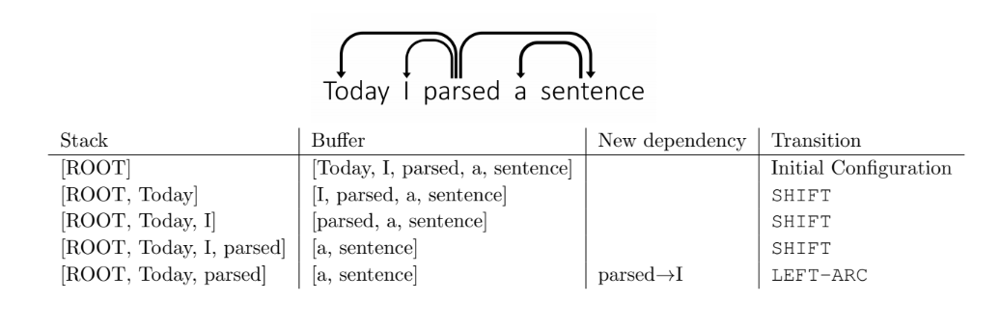 Today I parsed a sentence
Stack Buffer New dependency Transition
[ROOT] [Today, I, parsed, a, sentence] Initial Configuration
[ROOT, Today] [I, parsed, a, sentence] SHIFT
[ROOT, Today, I] [parsed, a, sentence] SHIFT
[ROOT, Today, I, parsed] [a, sentence] SHIFT
[ROOT, Today, parsed] [a, sentence] parsed→I LEFT-ARC